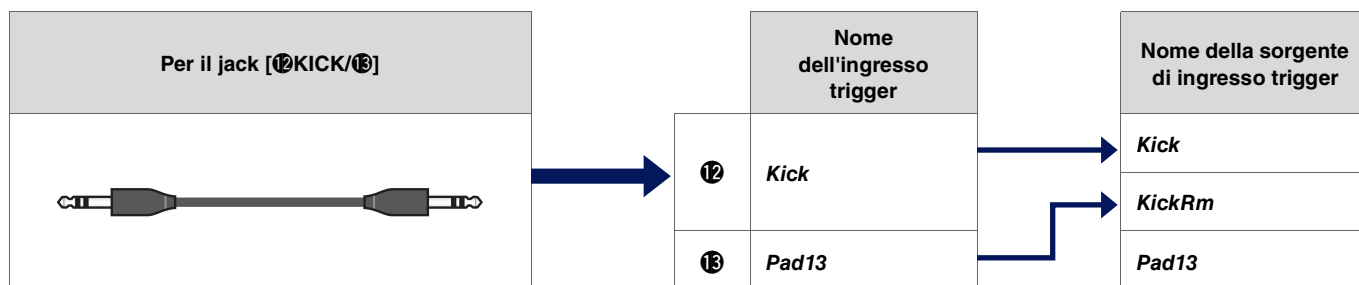 Per il jack [⓬KICK/⓭]
Nome
dell'ingresso
trigger
Nome della sorgente
di ingresso trigger
⓬
Kick
Kick
KickRm
⓭
Pad13
Pad13